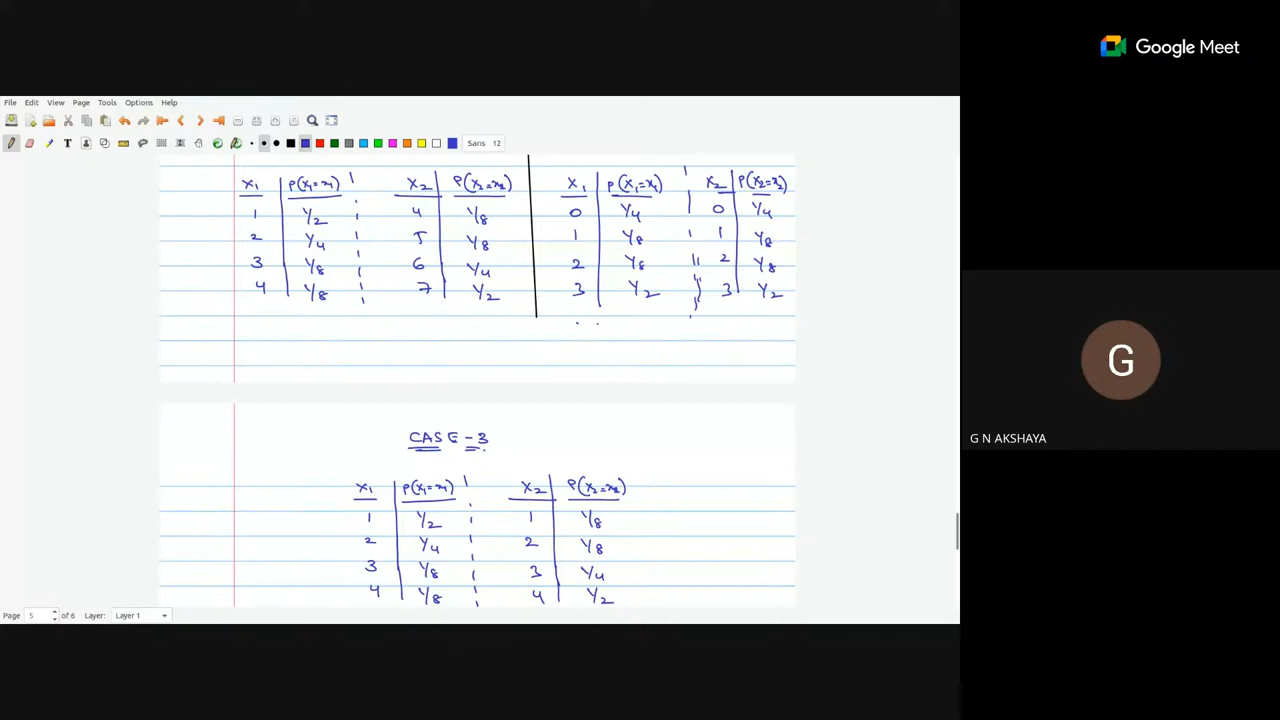 Google Meet
File Edit View Page Tools Options Help
Sans 12
X1 P(X1=x1) X2 P(X2=x2) X1 P(X1=x1) X2 P(X2=x2)
1 1/2 4 1/8 0 1/4 0 1/4
2 1/4 5 1/8 1 1/8 1 1/8
3 1/8 6 1/4 2 1/8 2 1/8
4 1/8 7 1/2 3 1/2 3 1/2
G
G N AKSHAYA
CASE-3
X1 P(X1=x1) X2 P(X2=x2)
1 1/2 1 1/8
2 1/4 2 1/8
3 1/8 3 1/4
4 1/8 4 1/2
Page 5 of 6 Layer: Layer 1